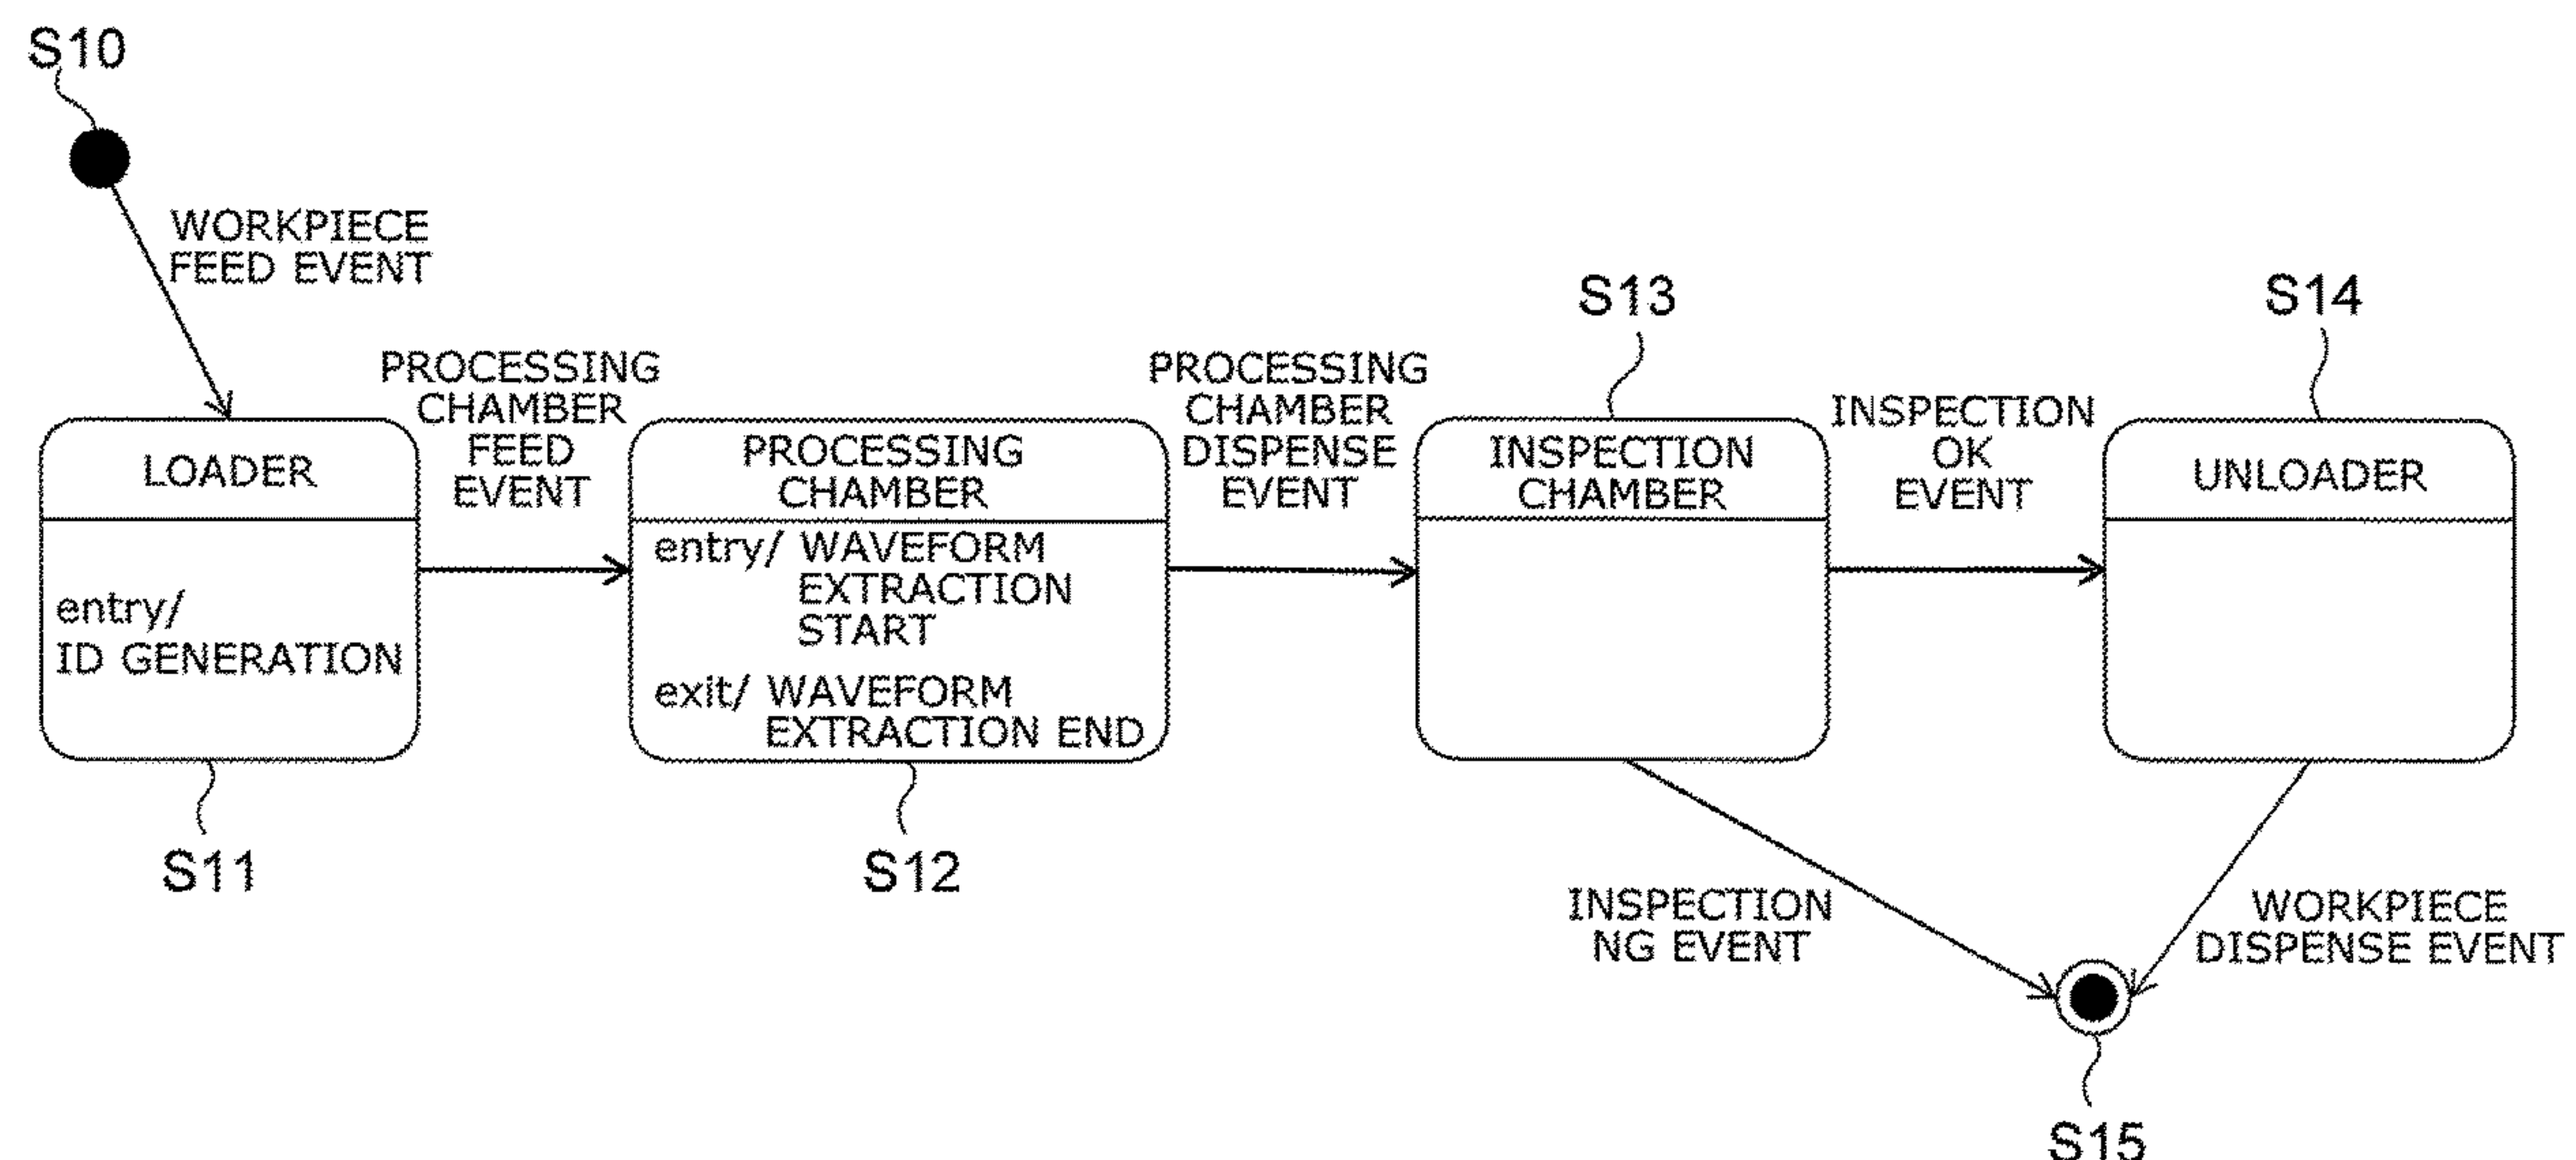 S10
WORKPIECE
FEED EVENT
S13
S14
PROCESSING
CHAMBER
FEED
EVENT
PROCESSING
CHAMBER
DISPENSE
EVENT
INSPECTION
OK
EVENT
LOADER
entry/
ID GENERATION
PROCESSING
CHAMBER
entry/ WAVEFORM
EXTRACTION
START
exit/ WAVEFORM
EXTRACTION END
INSPECTION
CHAMBER
UNLOADER
S11
S12
INSPECTION
NG EVENT
WORKPIECE
DISPENSE EVENT
S15